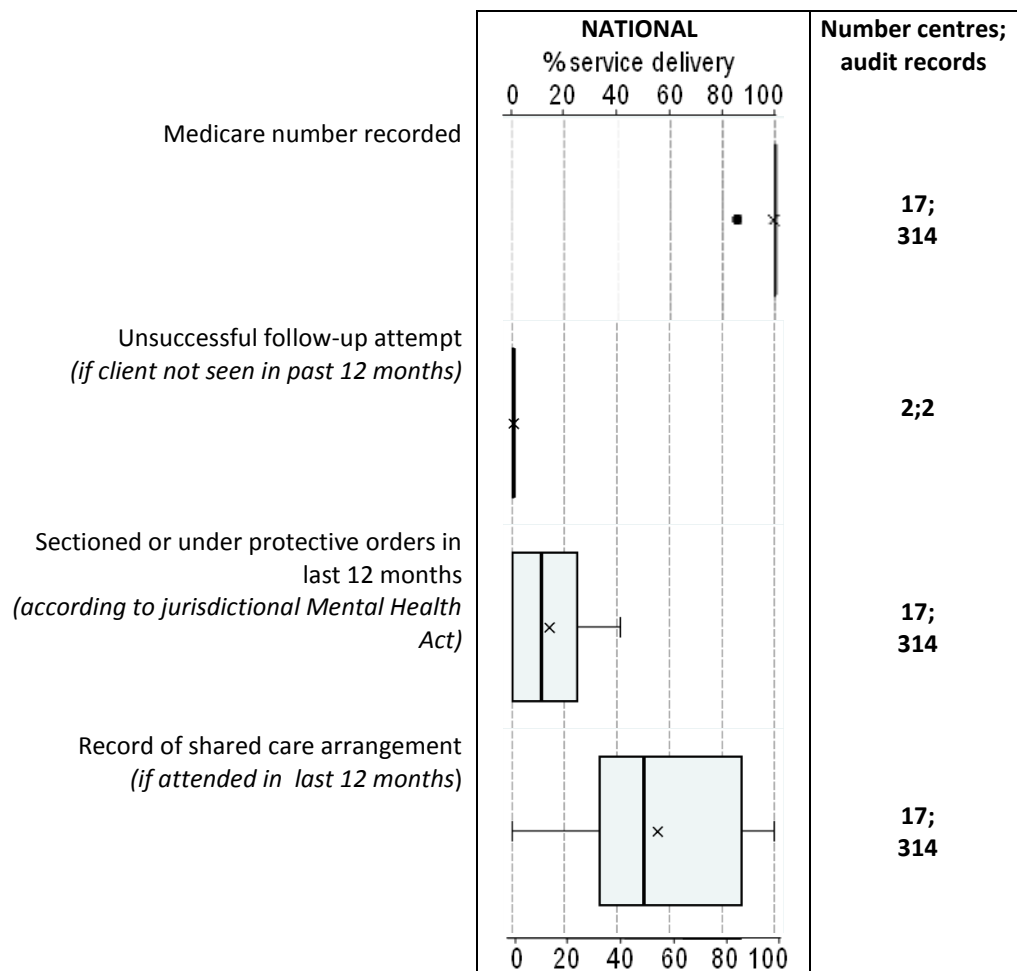 NATIONAL
% service delivery
0 20 40 60 80 100
Number centres;
audit records
Medicare number recorded
17;
314
Unsuccessful follow-up attempt
(if client not seen in past 12 months)
2;2
Sectioned or under protective orders in
last 12 months
(according to jurisdictional Mental Health
Act)
17;
314
Record of shared care arrangement
(if attended in last 12 months)
17;
314
0 20 40 60 80 100